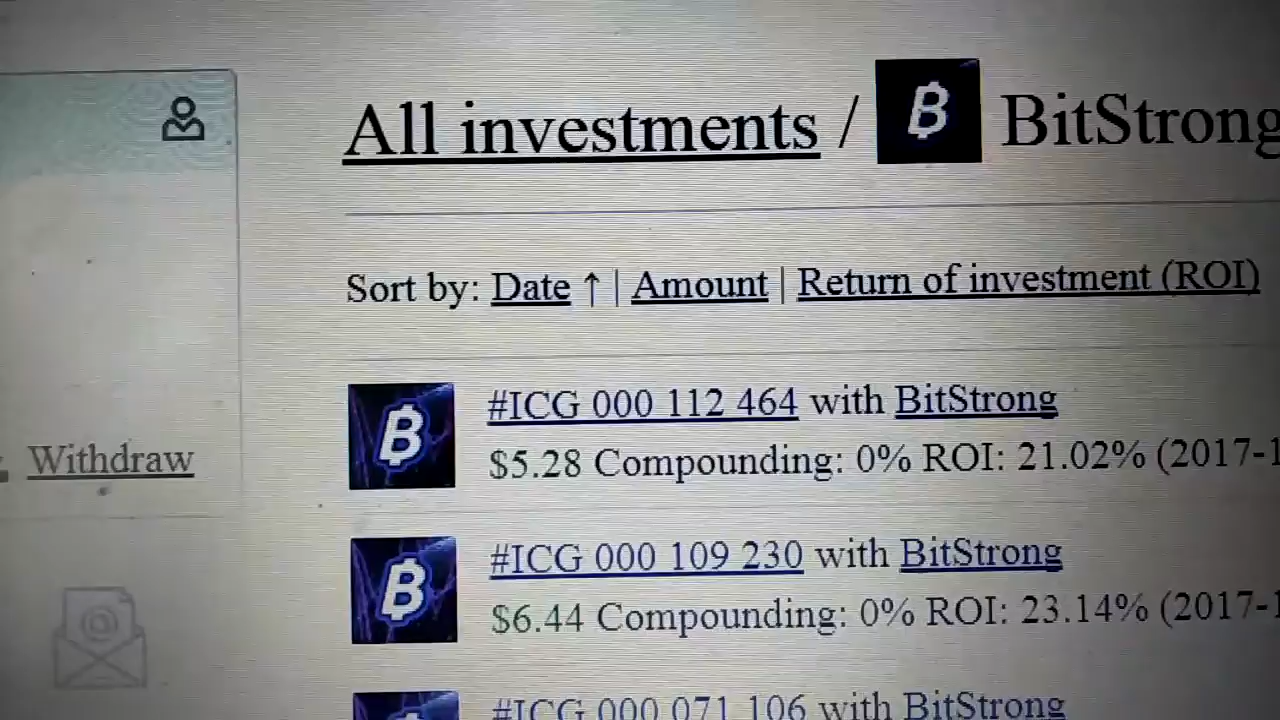 All investments / BitStrong
Sort by: Date ↑ | Amount | Return of investment (ROI)
#ICG 000 112 464 with BitStrong
$5.28 Compounding: 0% ROI: 21.02% (2017-1
Withdraw
#ICG 000 109 230 with BitStrong
$6.44 Compounding: 0% ROI: 23.14% (2017-1
#ICG 000 071 106 with BitStrong